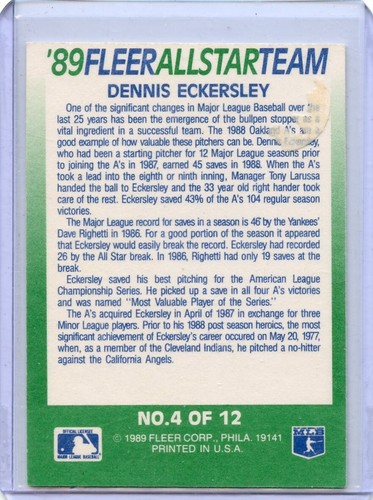 '89FLEERALLSTARTEAM
DENNIS ECKERSLEY
One of the significant changes in Major League Baseball over the
last 25 years has been the emergence of the bullpen stopper as a
vital ingredient in a successful team. The 1988 Oakland A's are a
good example of how valuable these pitchers can be. Dennis Eckersley,
who had been a starting pitcher for 12 Major League seasons prior
to joining the A's in 1987, earned 45 saves in 1988. When the A's
took a lead into the eighth or ninth inning, Manager Tony Larussa
handed the ball to Eckersley and the 33 year old right hander took
care of the rest. Eckersley saved 43% of the A's 104 regular season
victories.
The Major League record for saves in a season is 46 by the Yankees'
Dave Righetti in 1986. For a good portion of the season it appeared
that Eckersley would easily break the record. Eckersley had recorded
26 by the All Star break. In 1986, Righetti had only 19 saves at the
break.
Eckersley saved his best pitching for the American League
Championship Series. He picked up a save in all four A's victories
and was named "Most Valuable Player of the Series."
The A's acquired Eckersley in April of 1987 in exchange for three
Minor League players. Prior to his 1988 post season heroics, the most
significant achievement of Eckersley's career occured on May 20, 1977,
when, as a member of the Cleveland Indians, he pitched a no-hitter
against the California Angels.
NO.4 OF 12
OFFICIAL LICENSEE
MAJOR LEAGUE BASEBALL
© 1989 FLEER CORP., PHILA. 19141
PRINTED IN U.S.A.
MLB